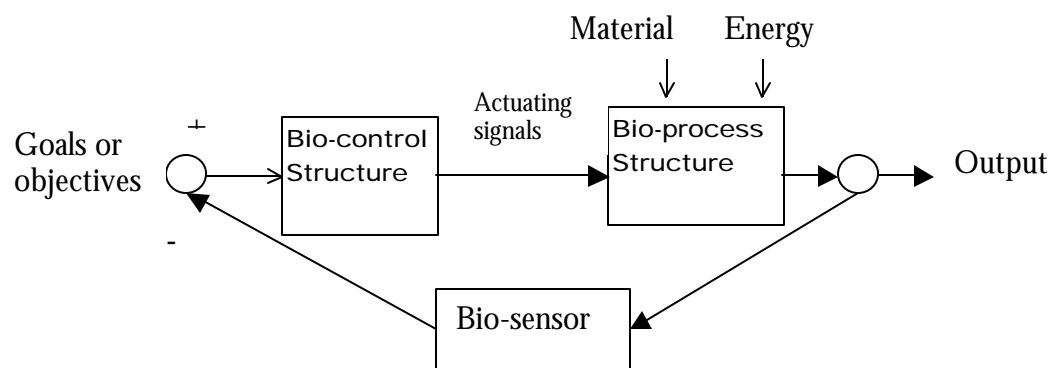 Material
Energy
Actuating
signals
+
Goals or
objectives
-
Bio-control
Structure
Bio-process
Structure
Output
Bio-sensor